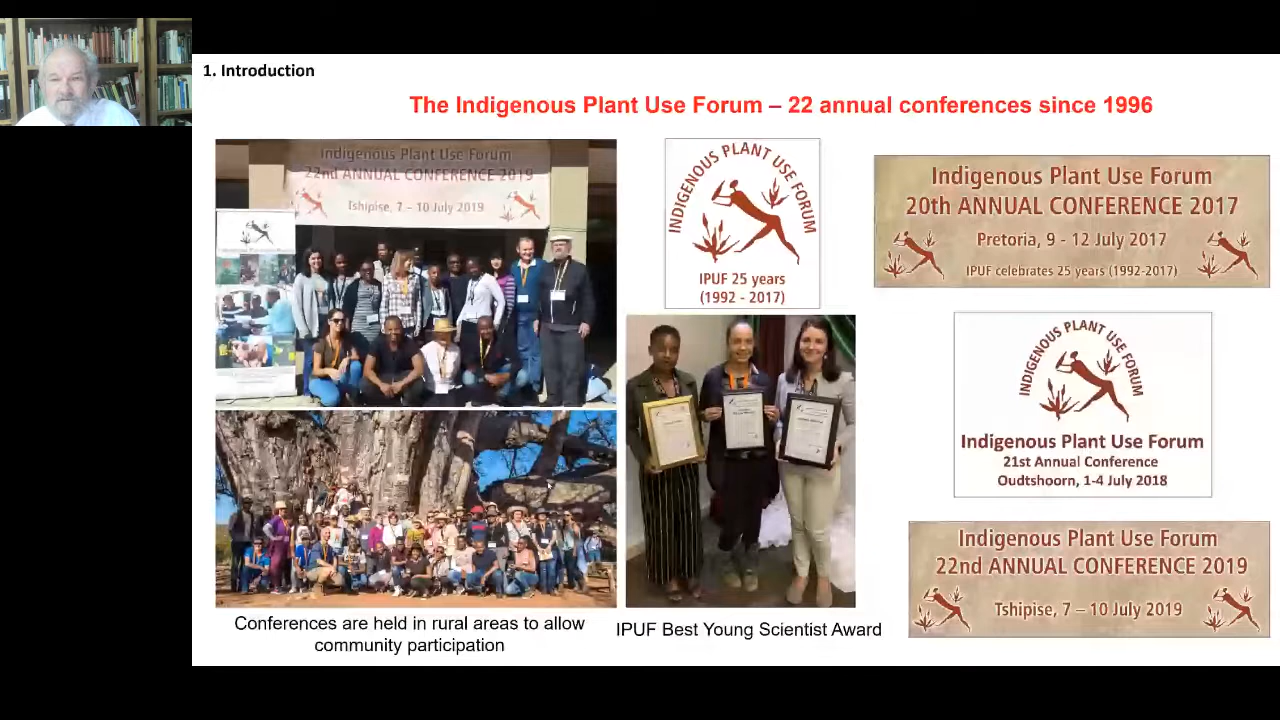 1. Introduction
The Indigenous Plant Use Forum – 22 annual conferences since 1996
Indigenous Plant Use Forum
22nd ANNUAL CONFERENCE 2019
Tshipise, 7 – 10 July 2019
INDIGENOUS PLANT USE FORUM
IPUF 25 years
(1992 - 2017)
Indigenous Plant Use Forum
20th ANNUAL CONFERENCE 2017
Pretoria, 9 - 12 July 2017
IPUF celebrates 25 years (1992-2017)
INDIGENOUS PLANT USE FORUM
Indigenous Plant Use Forum
21st Annual Conference
Oudtshoorn, 1-4 July 2018
Indigenous Plant Use Forum
22nd ANNUAL CONFERENCE 2019
Tshipise, 7 – 10 July 2019
Conferences are held in rural areas to allow
community participation
IPUF Best Young Scientist Award